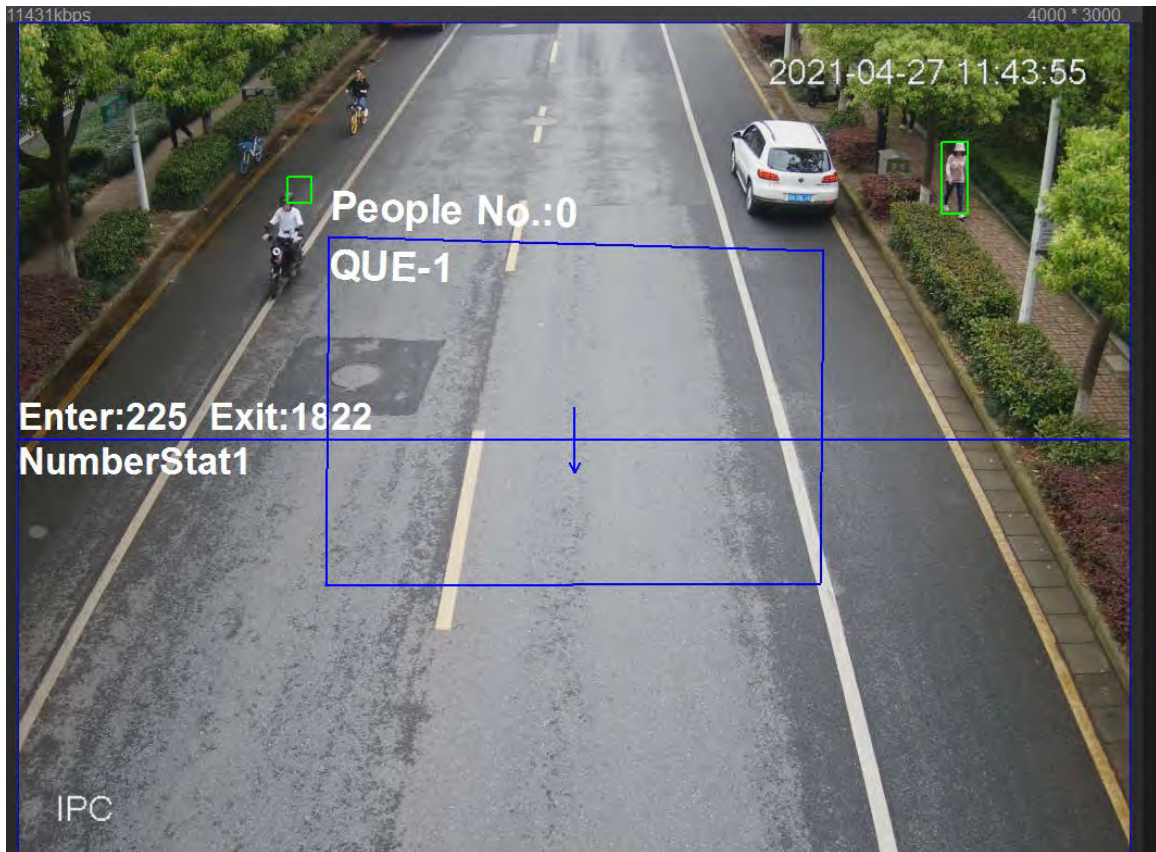 11431kbps
4000 * 3000
2021-04-27 11:43:55
People No.:0
QUE-1
Enter:225 Exit:1822
NumberStat1
IPC